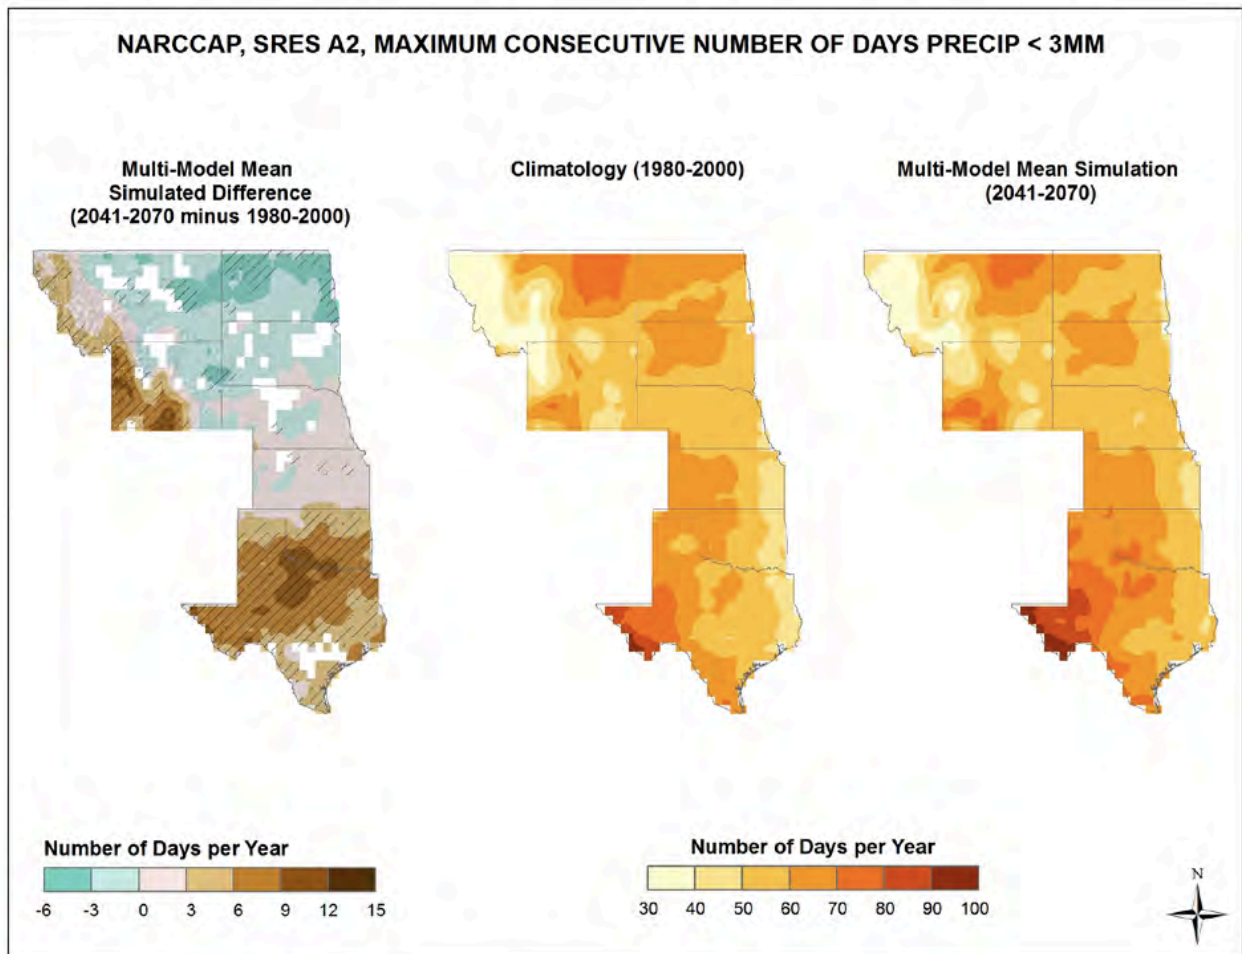 NARCCAP, SRES A2, MAXIMUM CONSECUTIVE NUMBER OF DAYS PRECIP < 3MM
Multi-Model Mean
Simulated Difference
(2041-2070 minus 1980-2000)
Climatology (1980-2000)
Multi-Model Mean Simulation
(2041-2070)
Number of Days per Year
-6 -3 0 3 6 9 12 15
Number of Days per Year
30 40 50 60 70 80 90 100
N